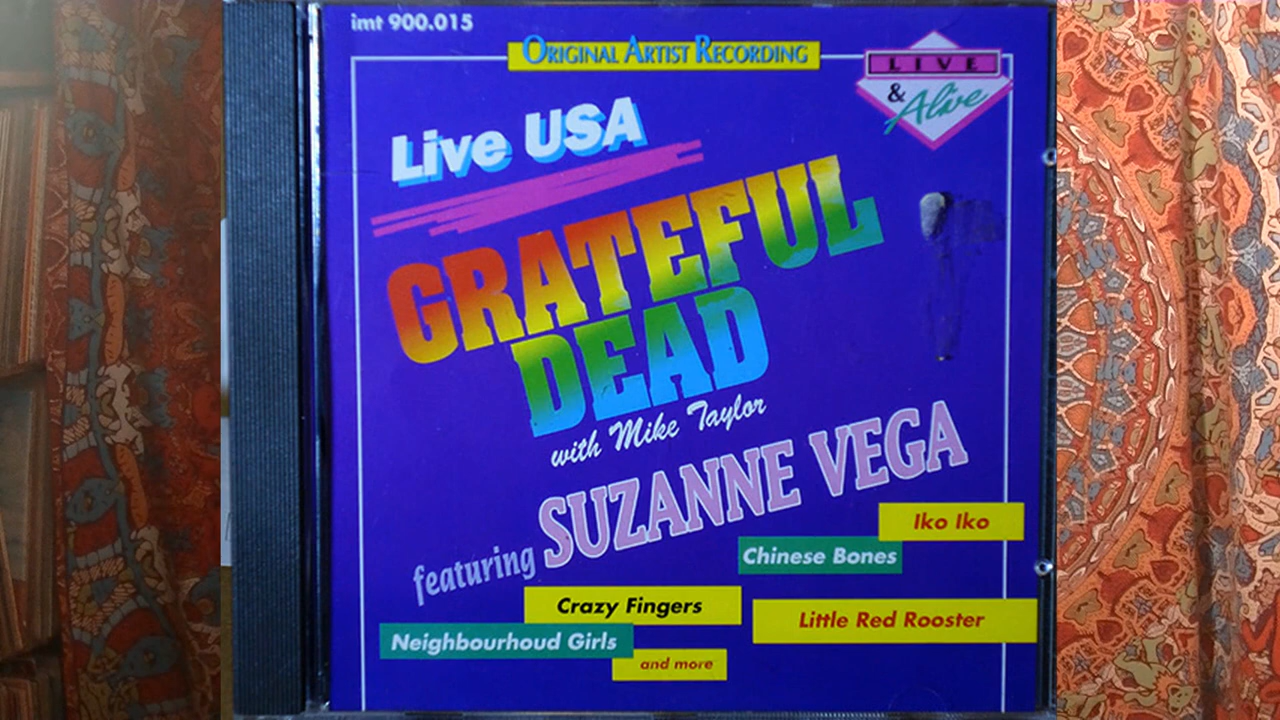 imt 900.015
ORIGINAL ARTIST RECORDING
LIVE
& Alive
Live USA
GRATEFUL
DEAD
with Mike Taylor
featuring SUZANNE VEGA
Iko Iko
Chinese Bones
Crazy Fingers
Little Red Rooster
Neighbourhoud Girls
and more